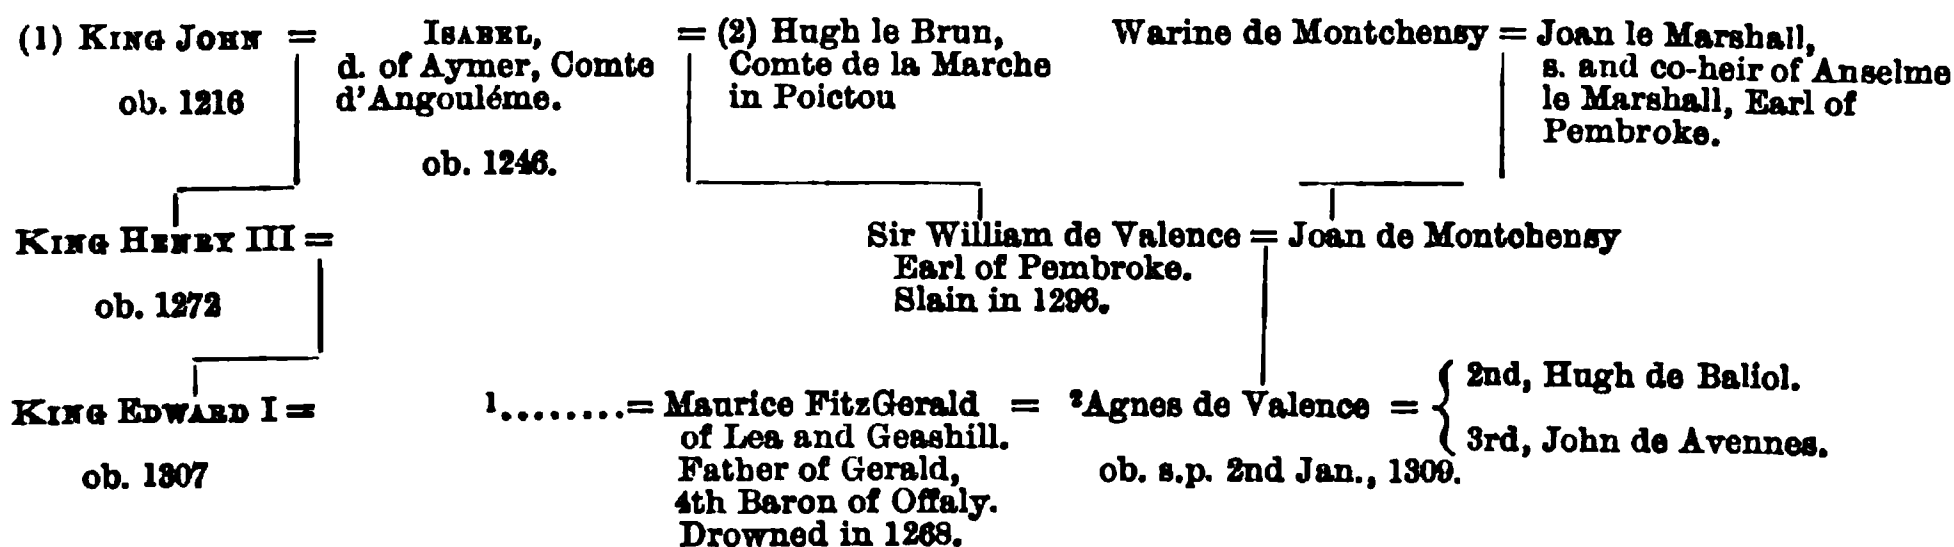 (1) KING JOHN =
ob. 1216
ISABEL,
d. of Aymer, Comte
d'Angouléme.
ob. 1246.
= (2) Hugh le Brun,
Comte de la Marche
in Poictou
Warine de Montchensy = Joan le Marshall,
s. and co-heir of Anselme
le Marshall, Earl of
Pembroke.
KING HENRY III =
ob. 1272
Sir William de Valence = Joan de Montchensy
Earl of Pembroke.
Slain in 1296.
KING EDWARD I =
ob. 1307
1........= Maurice FitzGerald = ²Agnes de Valence =
of Lea and Geashill.
Father of Gerald,
4th Baron of Offaly.
Drowned in 1268.
ob. s.p. 2nd Jan., 1309.
{ 2nd, Hugh de Baliol.
3rd, John de Avennes.